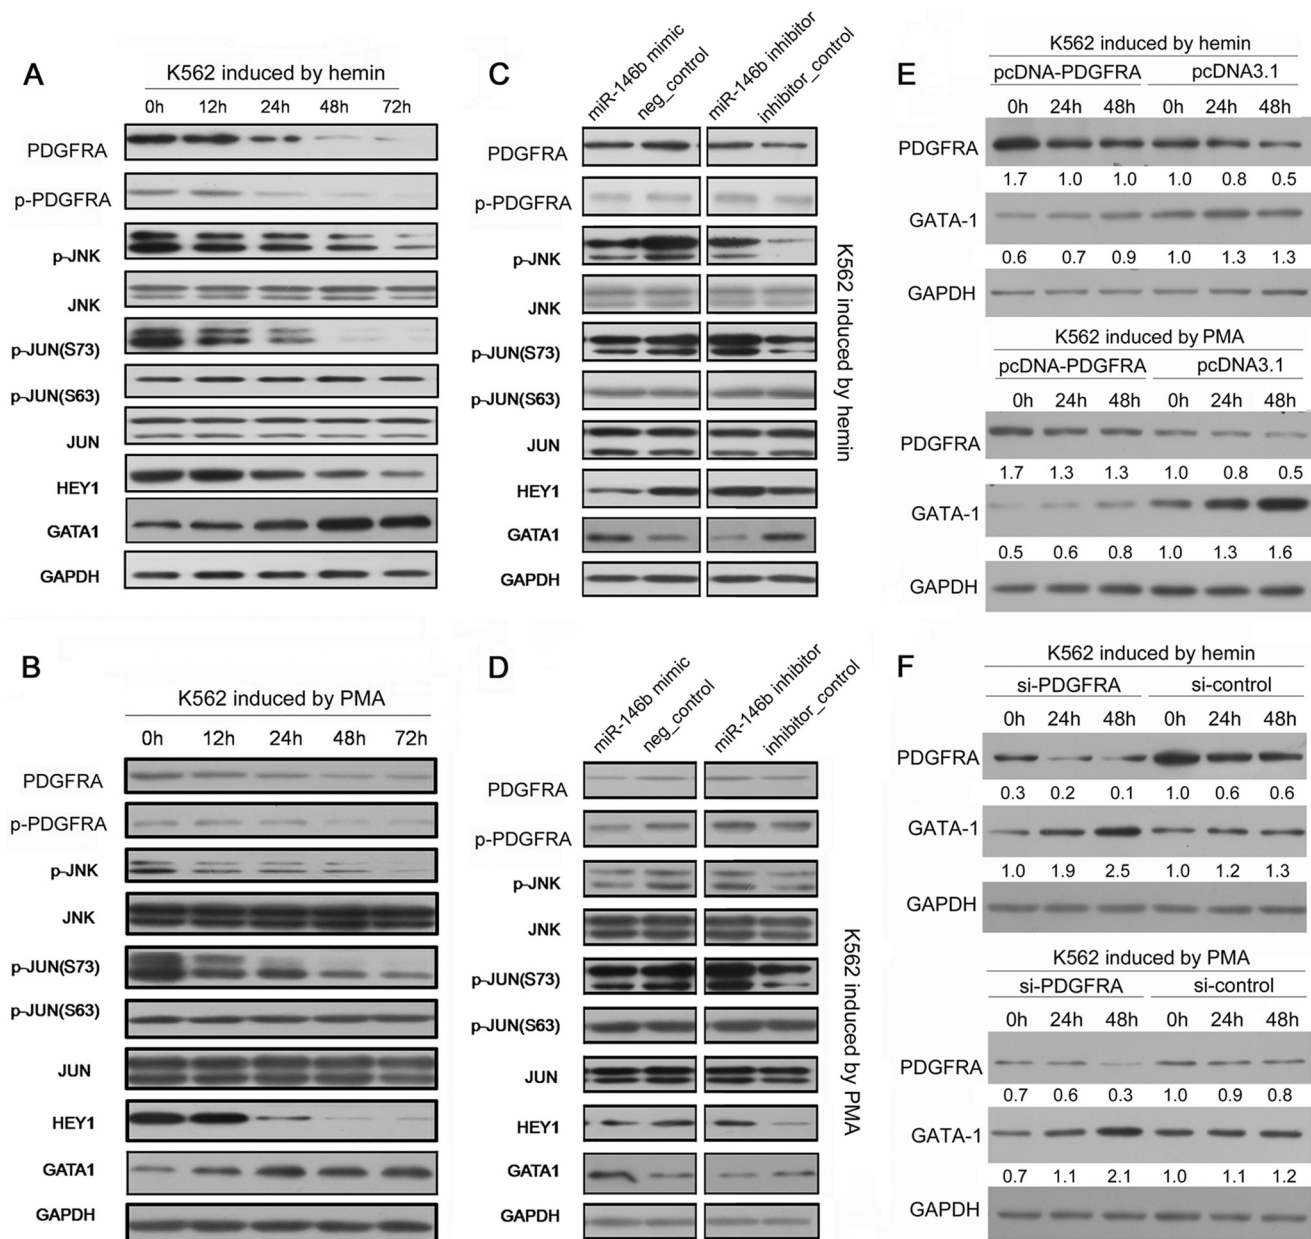 A
K562 induced by hemin
0h 12h 24h 48h 72h
PDGFRA
p-PDGFRA
p-JNK
JNK
p-JUN(S73)
p-JUN(S63)
JUN
HEY1
GATA1
GAPDH
B
K562 induced by PMA
0h 12h 24h 48h 72h
PDGFRA
p-PDGFRA
p-JNK
JNK
p-JUN(S73)
p-JUN(S63)
JUN
HEY1
GATA1
GAPDH
C
miR-146b mimic
neg_control
miR-146b inhibitor
inhibitor_control
PDGFRA
p-PDGFRA
p-JNK
JNK
p-JUN(S73)
p-JUN(S63)
JUN
HEY1
GATA1
GAPDH
K562 induced by hemin
D
miR-146b mimic
neg_control
miR-146b inhibitor
inhibitor_control
PDGFRA
p-PDGFRA
p-JNK
JNK
p-JUN(S73)
p-JUN(S63)
JUN
HEY1
GATA1
GAPDH
K562 induced by PMA
E
K562 induced by hemin
pcDNA-PDGFRA pcDNA3.1
0h 24h 48h 0h 24h 48h
PDGFRA
1.7 1.0 1.0 1.0 0.8 0.5
GATA-1
0.6 0.7 0.9 1.0 1.3 1.3
GAPDH
K562 induced by PMA
pcDNA-PDGFRA pcDNA3.1
0h 24h 48h 0h 24h 48h
PDGFRA
1.7 1.3 1.3 1.0 0.8 0.5
GATA-1
0.5 0.6 0.8 1.0 1.3 1.6
GAPDH
F
K562 induced by hemin
si-PDGFRA si-control
0h 24h 48h 0h 24h 48h
PDGFRA
0.3 0.2 0.1 1.0 0.6 0.6
GATA-1
1.0 1.9 2.5 1.0 1.2 1.3
GAPDH
K562 induced by PMA
si-PDGFRA si-control
0h 24h 48h 0h 24h 48h
PDGFRA
0.7 0.6 0.3 1.0 0.9 0.8
GATA-1
0.7 1.1 2.1 1.0 1.1 1.2
GAPDH